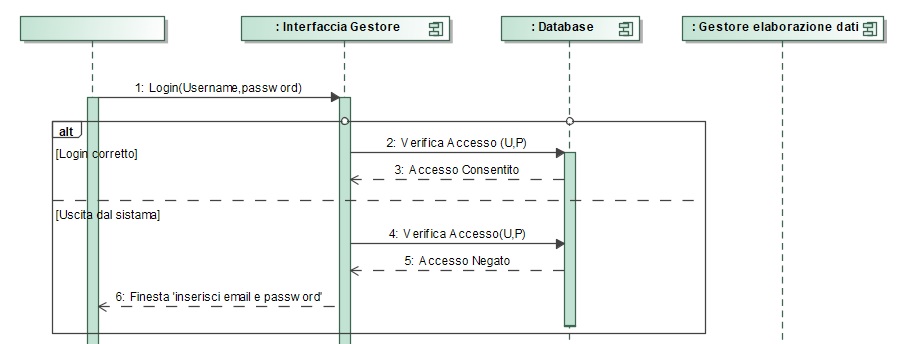 : Interfaccia Gestore
: Database
: Gestore elaborazione dati
1: Login(Username,password)
alt
[Login corretto]
2: Verifica Accesso (U,P)
3: Accesso Consentito
[Uscita dal sistama]
4: Verifica Accesso(U,P)
5: Accesso Negato
6: Finesta 'inserisci email e password'